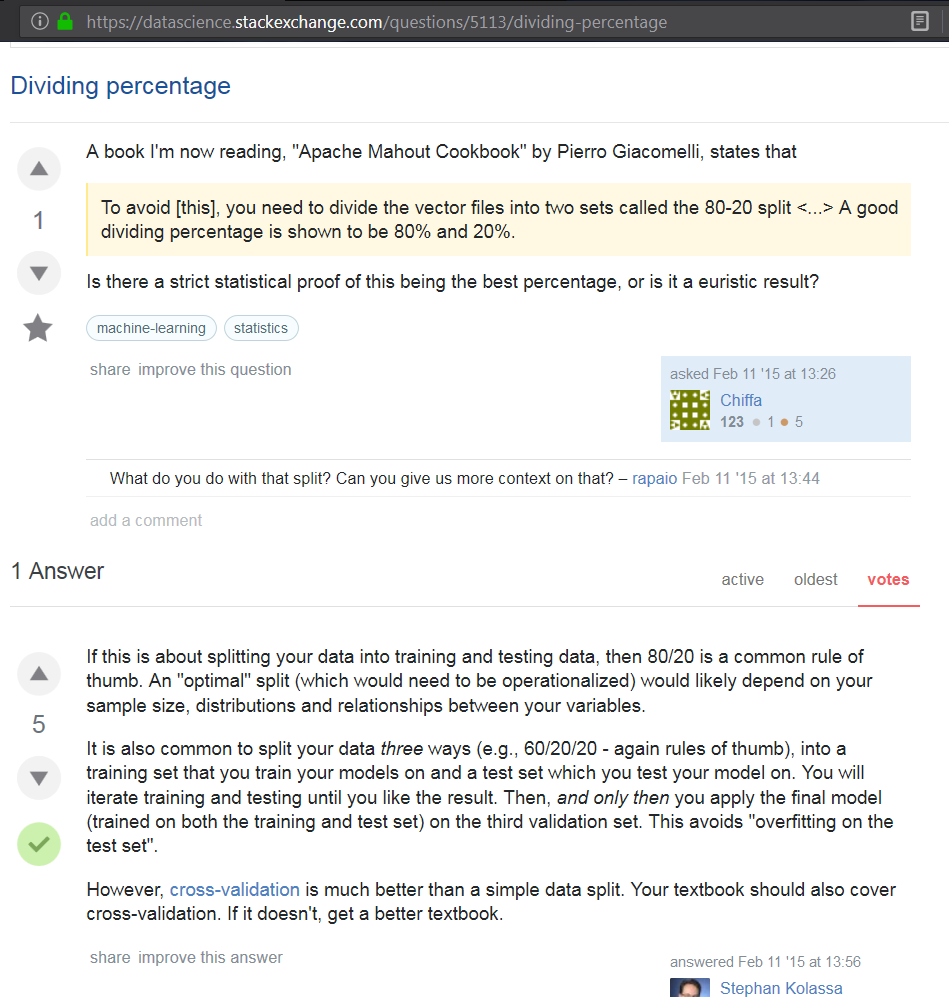 https://datascience.stackexchange.com/questions/5113/dividing-percentage
Dividing percentage
A book I'm now reading, "Apache Mahout Cookbook" by Pierro Giacomelli, states that
1
To avoid [this], you need to divide the vector files into two sets called the 80-20 split <...> A good
dividing percentage is shown to be 80% and 20%.
Is there a strict statistical proof of this being the best percentage, or is it a euristic result?
machine-learning statistics
share improve this question
asked Feb 11 '15 at 13:26
Chiffa
123 1 5
What do you do with that split? Can you give us more context on that? – rapaio Feb 11 '15 at 13:44
add a comment
1 Answer
active oldest votes
If this is about splitting your data into training and testing data, then 80/20 is a common rule of
thumb. An "optimal" split (which would need to be operationalized) would likely depend on your
sample size, distributions and relationships between your variables.
5
It is also common to split your data three ways (e.g., 60/20/20 - again rules of thumb), into a
training set that you train your models on and a test set which you test your model on. You will
iterate training and testing until you like the result. Then, and only then you apply the final model
(trained on both the training and test set) on the third validation set. This avoids "overfitting on the
test set".
However, cross-validation is much better than a simple data split. Your textbook should also cover
cross-validation. If it doesn't, get a better textbook.
share improve this answer
answered Feb 11 '15 at 13:56
Stephan Kolassa